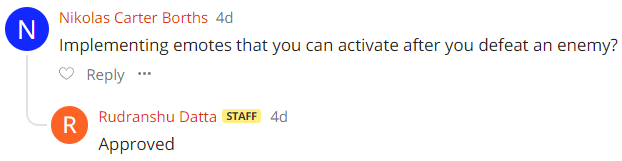 N
Nikolas Carter Borths 4d
Implementing emotes that you can activate after you defeat an enemy?
Reply ...
R
Rudranshu Datta STAFF 4d
Approved